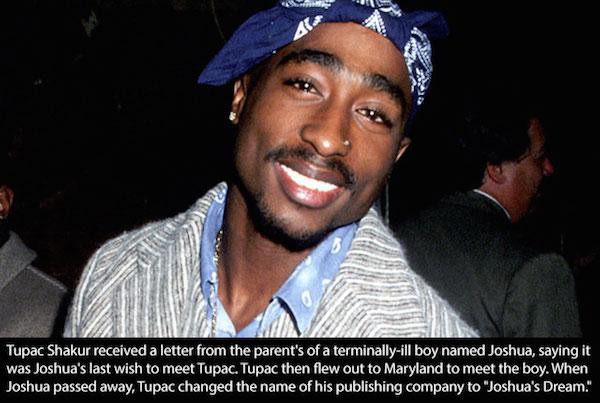 Tupac Shakur received a letter from the parent's of a terminally-ill boy named Joshua, saying it
was Joshua's last wish to meet Tupac. Tupac then flew out to Maryland to meet the boy. When
Joshua passed away, Tupac changed the name of his publishing company to "Joshua's Dream."